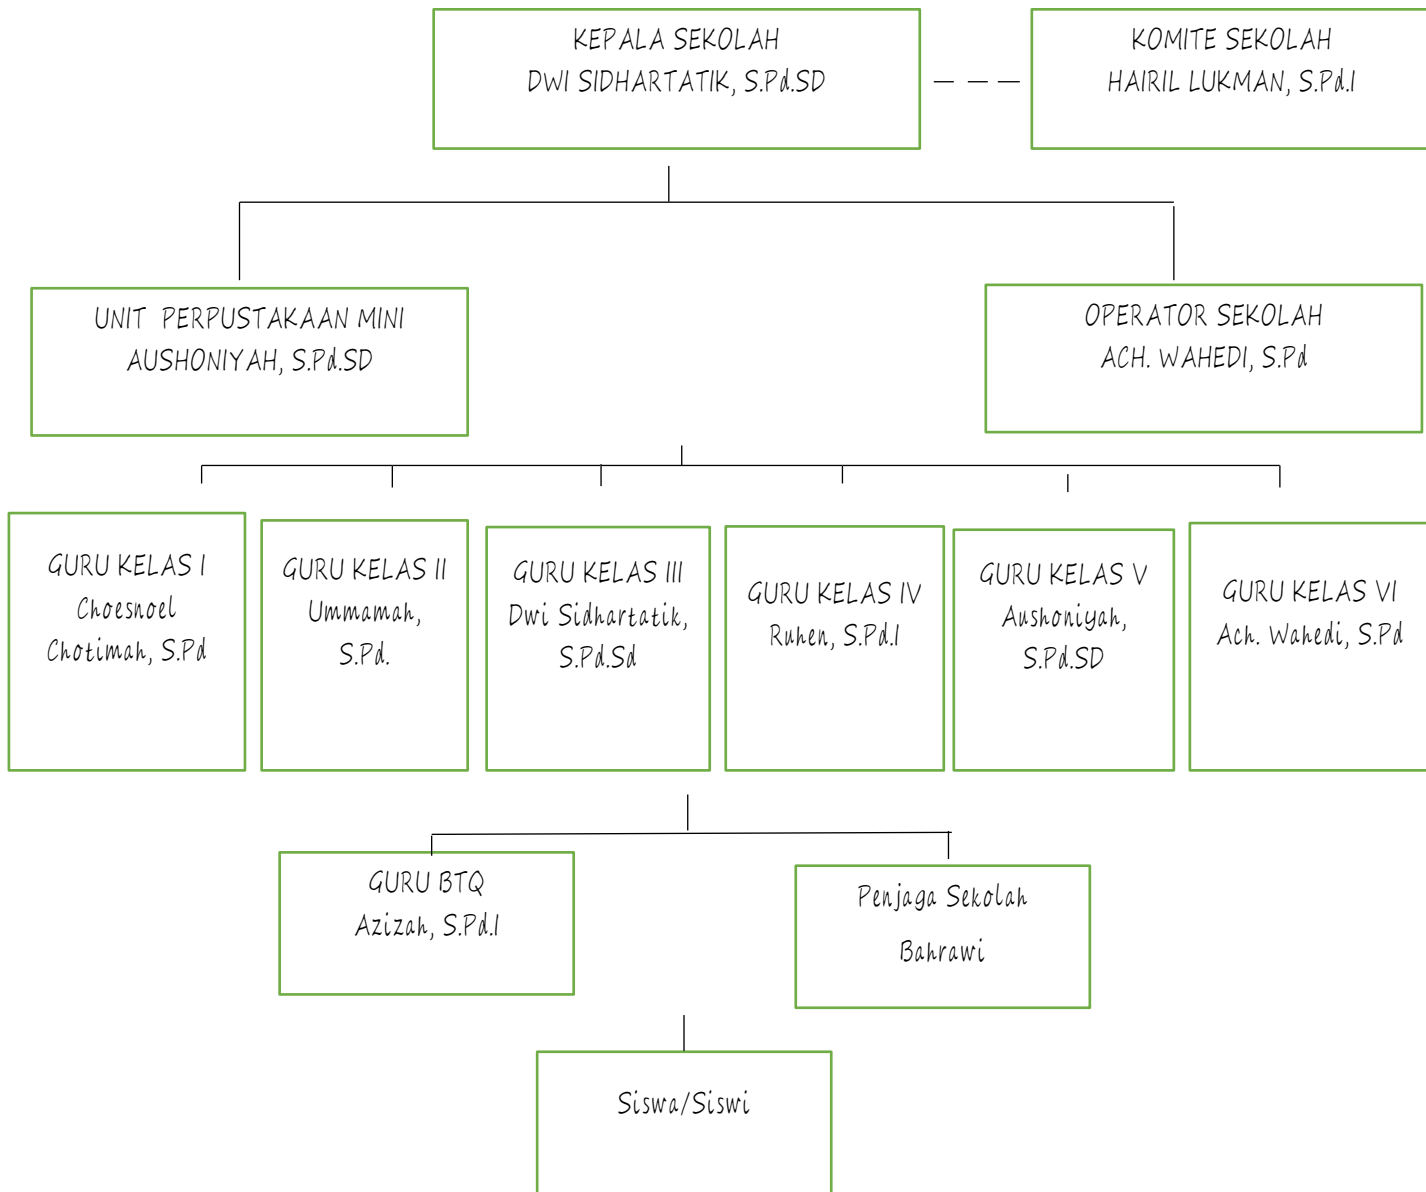 KEPALA SEKOLAH
DWI SIDHARTATIK, S.Pd.SD
KOMITE SEKOLAH
HAIRIL LUKMAN, S.Pd.I
UNIT PERPUSTAKAAN MINI
AUSHONIYAH, S.Pd.SD
OPERATOR SEKOLAH
ACH. WAHEDI, S.Pd
GURU KELAS I
Choesnoel
Chotimah, S.Pd
GURU KELAS II
Ummamah,
S.Pd.
GURU KELAS III
Dwi Sidhartatik,
S.Pd.Sd
GURU KELAS IV
Ruhen, S.Pd.I
GURU KELAS V
Aushoniyah,
S.Pd.SD
GURU KELAS VI
Ach. Wahedi, S.Pd
GURU BTQ
Azizah, S.Pd.I
Penjaga Sekolah
Bahrawi
Siswa/Siswi